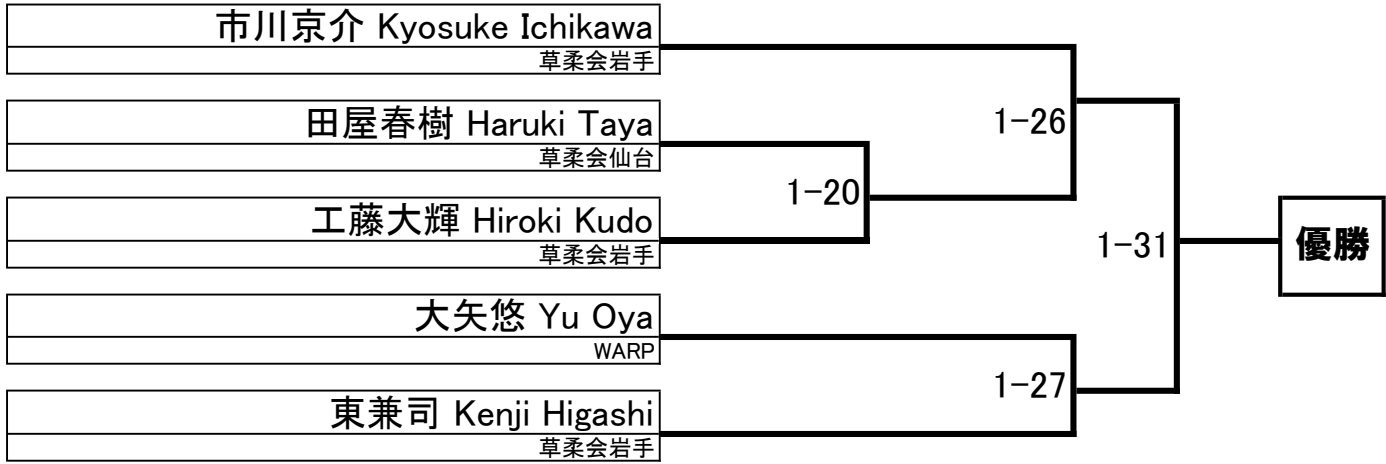 市川京介 Kyosuke Ichikawa
草柔会岩手
田屋春樹 Haruki Taya
草柔会仙台
工藤大輝 Hiroki Kudo
草柔会岩手
大矢悠 Yu Oya
WARP
東兼司 Kenji Higashi
草柔会岩手
1-20
1-26
1-27
1-31
優勝